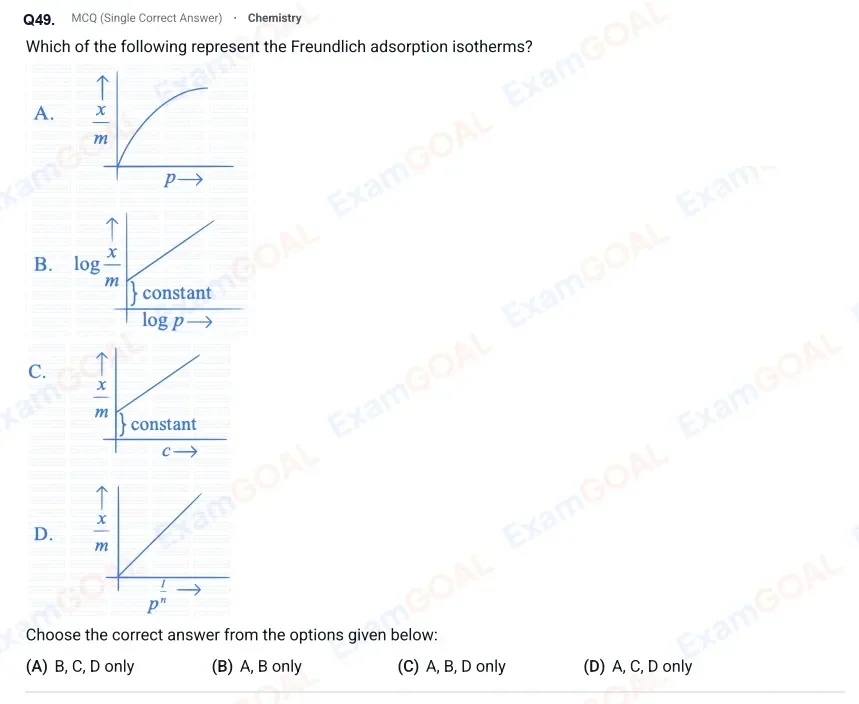 Q49. MCQ (Single Correct Answer) · Chemistry
Which of the following represent the Freundlich adsorption isotherms?
A. x/m ↑ p→
B. log x/m ↑ } constant log p→
C. x/m ↑ } constant c→
D. x/m ↑ p^(1/n) →
Choose the correct answer from the options given below:
(A) B, C, D only (B) A, B only (C) A, B, D only (D) A, C, D only
ExamGOAL